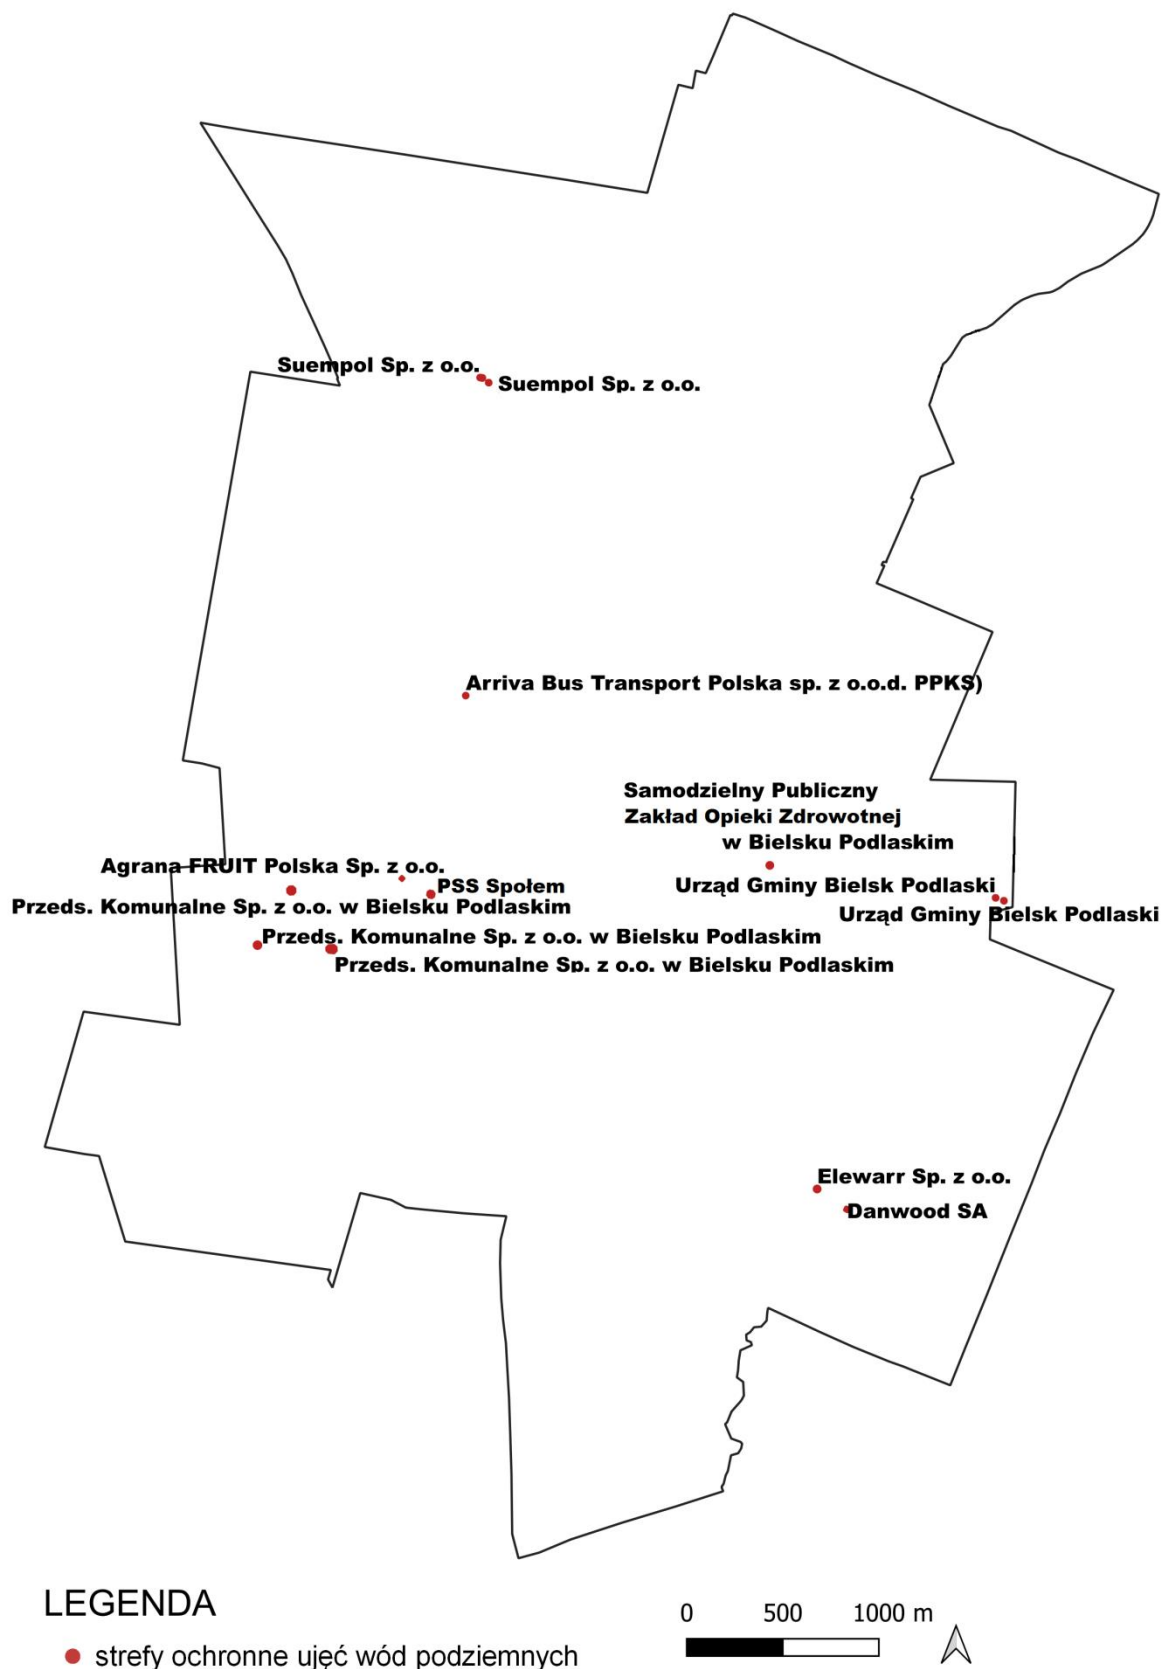 Suempol Sp. z o.o.
Suempol Sp. z o.o.
Arriva Bus Transport Polska sp. z o.o.d. PPKS)
Samodzielny Publiczny
Zakład Opieki Zdrowotnej
w Bielsku Podlaskim
Agrana FRUIT Polska Sp. z o.o.
PSS Społem
Urząd Gminy Bielsk Podlaski
Przeds. Komunalne Sp. z o.o. w Bielsku Podlaskim
Urząd Gminy Bielsk Podlaski
Przeds. Komunalne Sp. z o.o. w Bielsku Podlaskim
Przeds. Komunalne Sp. z o.o. w Bielsku Podlaskim
Elewarr Sp. z o.o.
Danwood SA
LEGENDA
0 500 1000 m
strefy ochronne ujęć wód podziemnych